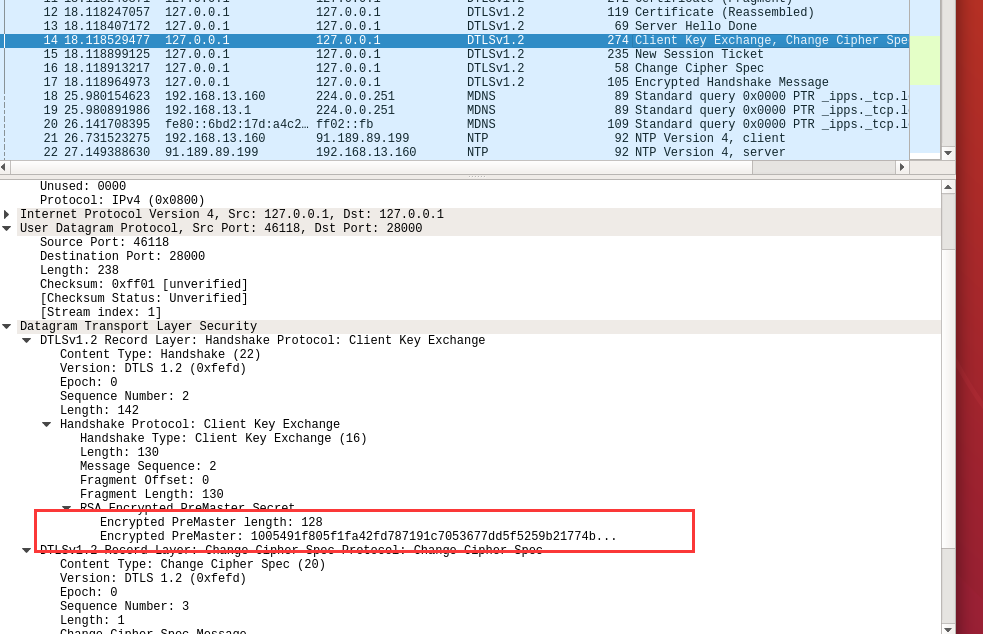 12 18.118247057 127.0.0.1 127.0.0.1 DTLSv1.2 119 Certificate (Reassembled)
13 18.118407172 127.0.0.1 127.0.0.1 DTLSv1.2 69 Server Hello Done
14 18.118529477 127.0.0.1 127.0.0.1 DTLSv1.2 274 Client Key Exchange, Change Cipher Spe
15 18.118899125 127.0.0.1 127.0.0.1 DTLSv1.2 235 New Session Ticket
16 18.118913217 127.0.0.1 127.0.0.1 DTLSv1.2 58 Change Cipher Spec
17 18.118964973 127.0.0.1 127.0.0.1 DTLSv1.2 105 Encrypted Handshake Message
18 25.980154623 192.168.13.160 224.0.0.251 MDNS 89 Standard query 0x0000 PTR _ipps._tcp.l
19 25.980891986 192.168.13.1 224.0.0.251 MDNS 89 Standard query 0x0000 PTR _ipps._tcp.l
20 26.141708395 fe80::6bd2:17d:a4c2… ff02::fb MDNS 109 Standard query 0x0000 PTR _ipps._tcp.l
21 26.731523275 192.168.13.160 91.189.89.199 NTP 92 NTP Version 4, client
22 27.149388630 91.189.89.199 192.168.13.160 NTP 92 NTP Version 4, server
Unused: 0000
Protocol: IPv4 (0x0800)
Internet Protocol Version 4, Src: 127.0.0.1, Dst: 127.0.0.1
User Datagram Protocol, Src Port: 46118, Dst Port: 28000
Source Port: 46118
Destination Port: 28000
Length: 238
Checksum: 0xff01 [unverified]
[Checksum Status: Unverified]
[Stream index: 1]
Datagram Transport Layer Security
DTLSv1.2 Record Layer: Handshake Protocol: Client Key Exchange
Content Type: Handshake (22)
Version: DTLS 1.2 (0xfefd)
Epoch: 0
Sequence Number: 2
Length: 142
Handshake Protocol: Client Key Exchange
Handshake Type: Client Key Exchange (16)
Length: 130
Message Sequence: 2
Fragment Offset: 0
Fragment Length: 130
RSA Encrypted PreMaster Secret
Encrypted PreMaster length: 128
Encrypted PreMaster: 1005491f805f1fa42fd787191c7053677dd5f5259b21774b...
DTLSv1.2 Record Layer: Change Cipher Spec Protocol: Change Cipher Spec
Content Type: Change Cipher Spec (20)
Version: DTLS 1.2 (0xfefd)
Epoch: 0
Sequence Number: 3
Length: 1
Change Cipher Spec Message